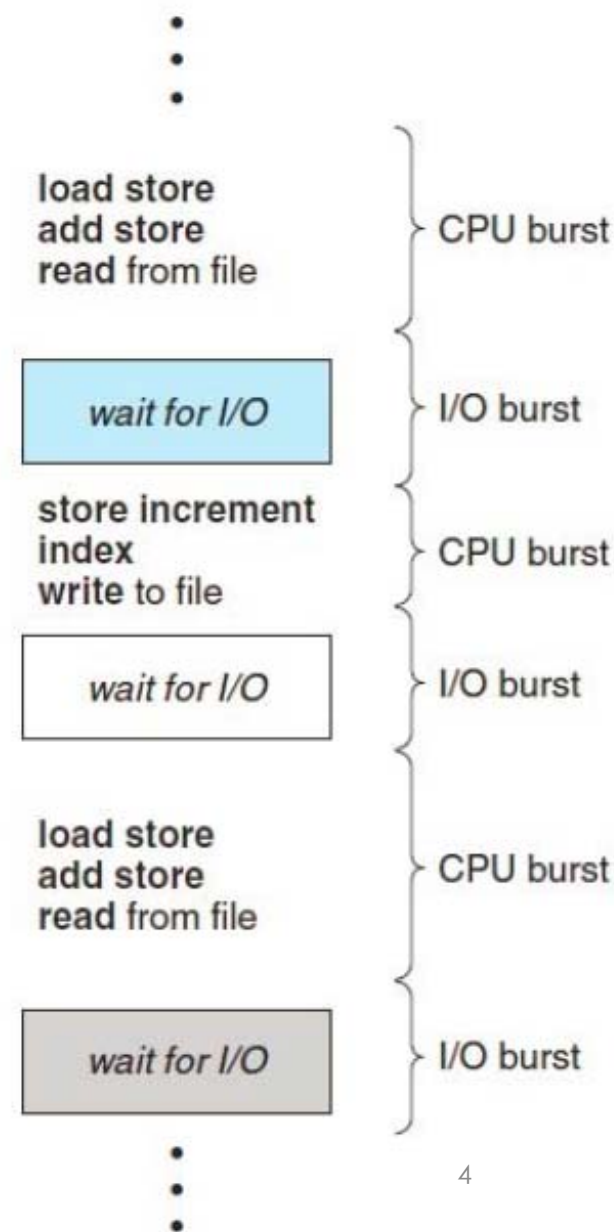 load store
add store
read from file
CPU burst
wait for I/O
I/O burst
store increment
index
write to file
CPU burst
wait for I/O
I/O burst
load store
add store
read from file
CPU burst
wait for I/O
I/O burst
4